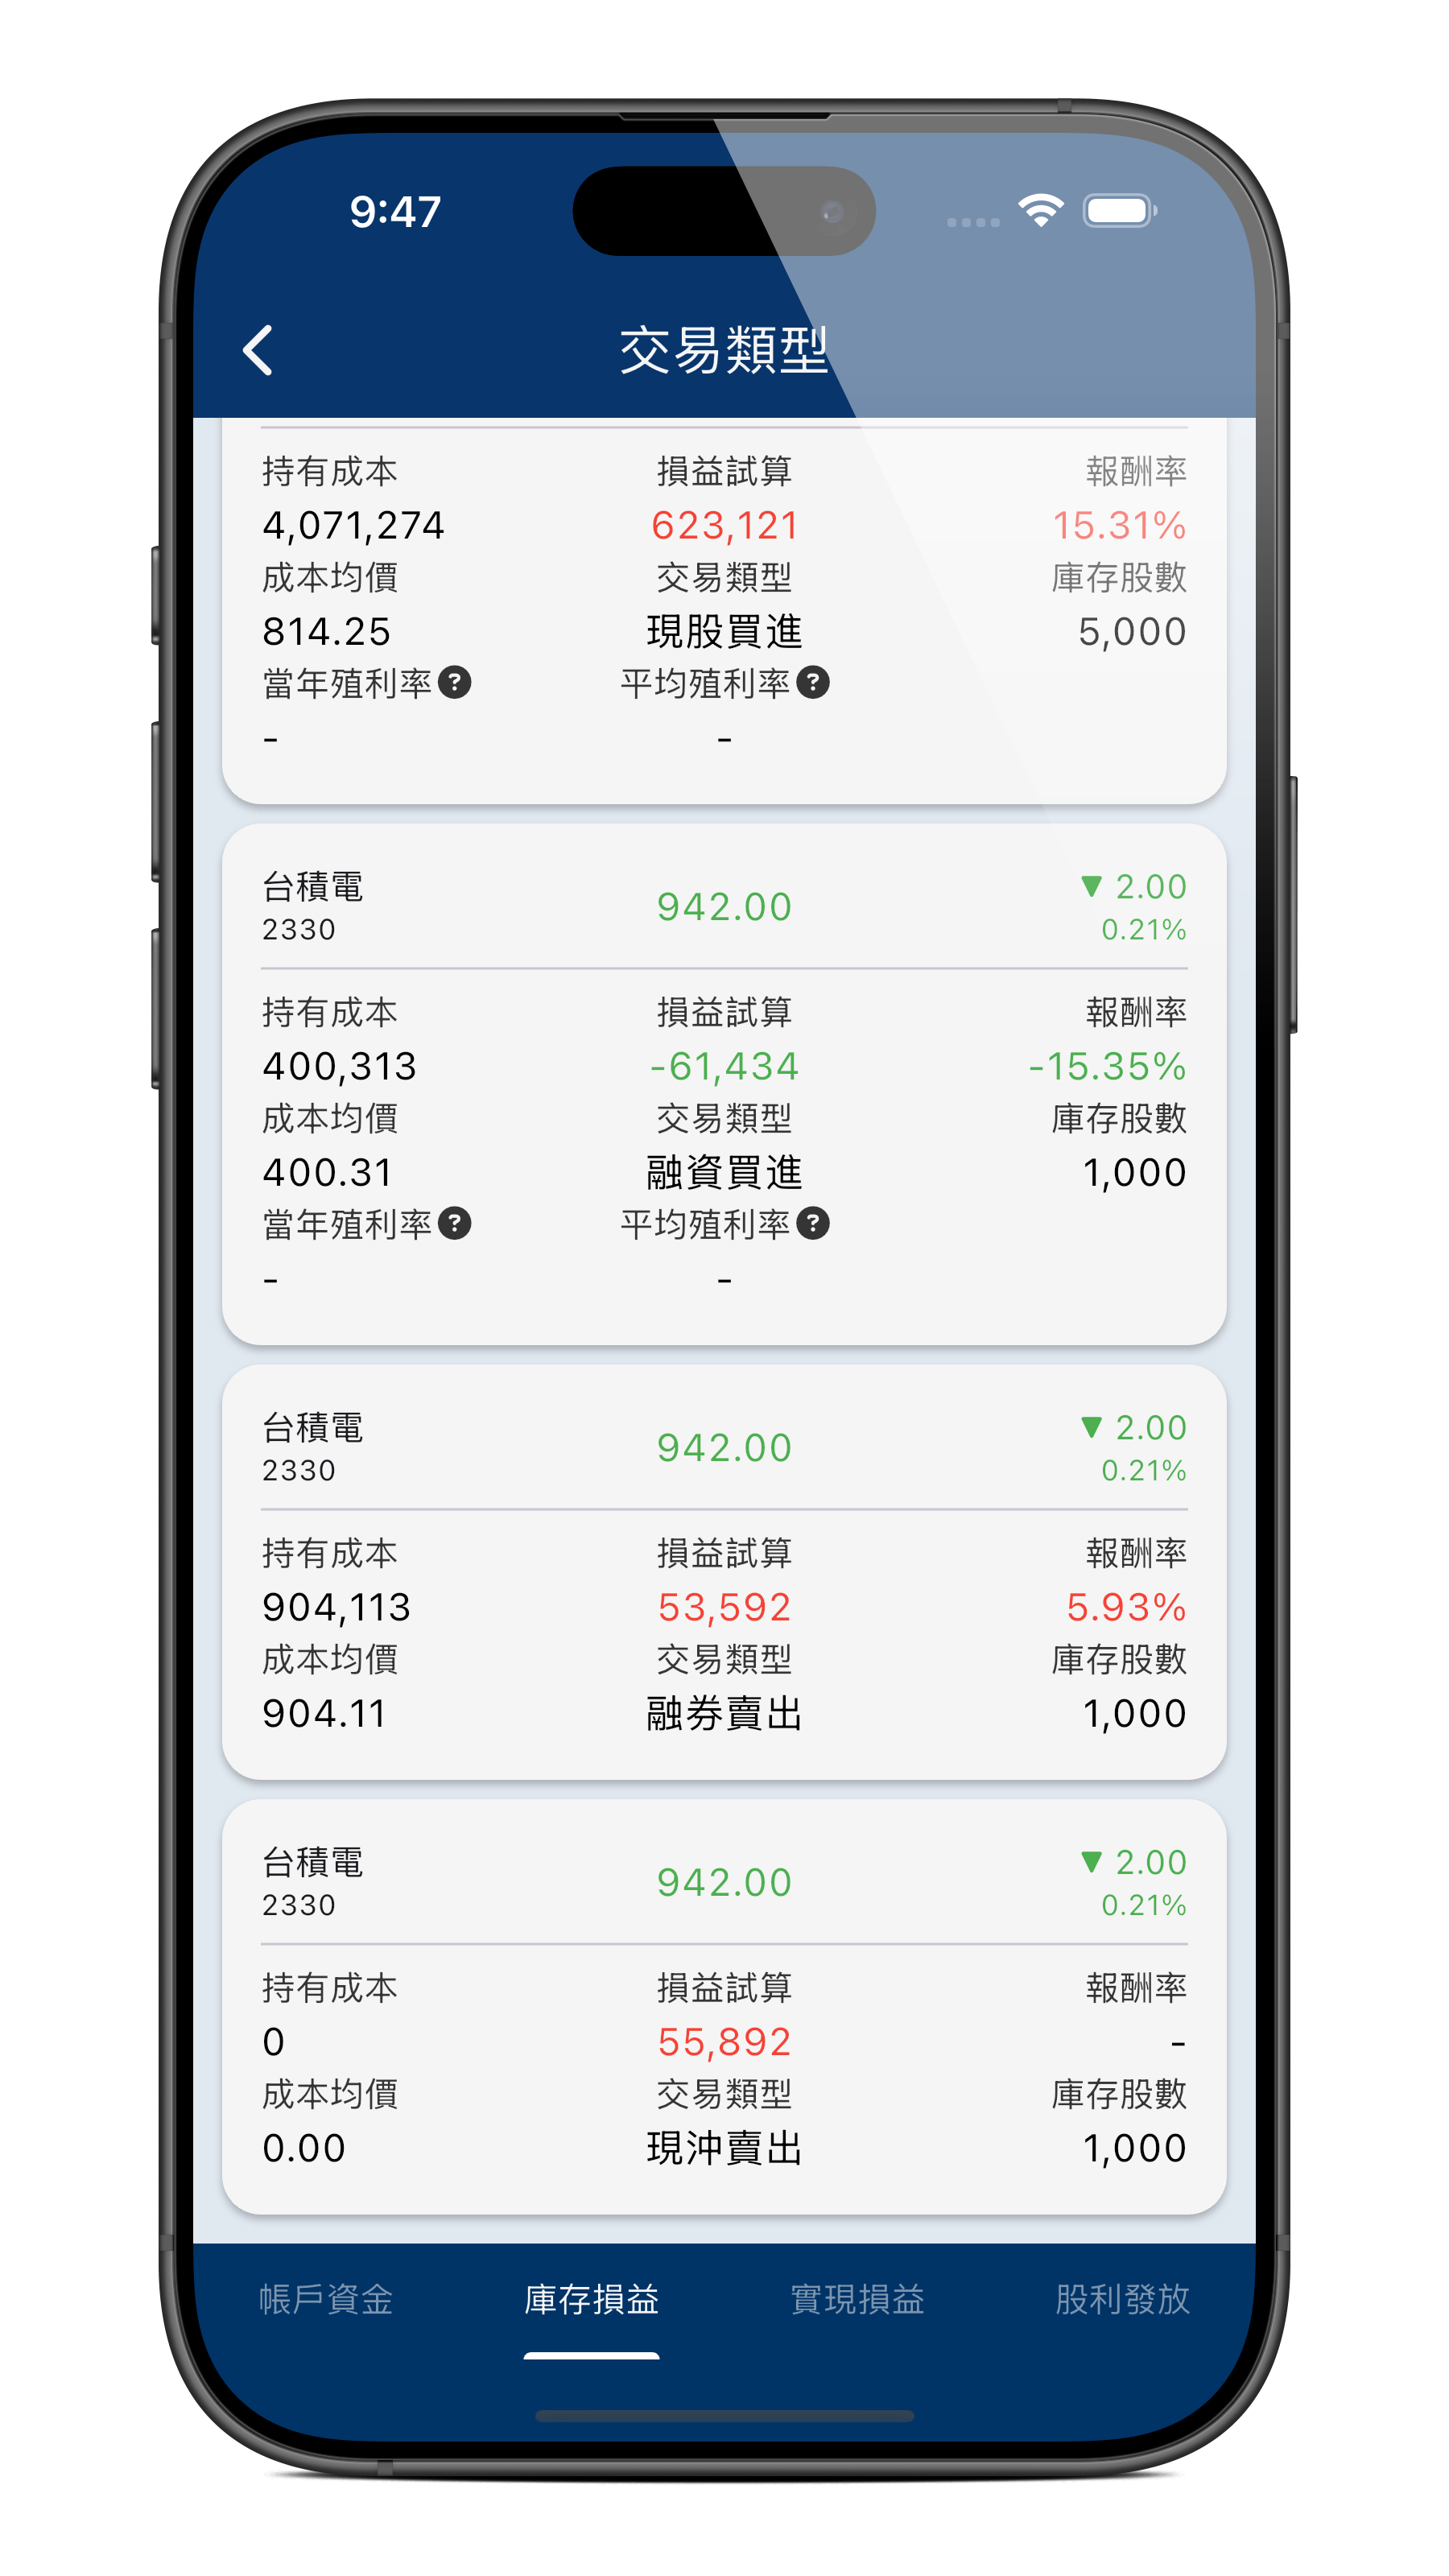 9:47
交易類型
持有成本 損益試算 報酬率
4,071,274 623,121 15.31%
成本均價 交易類型 庫存股數
814.25 現股買進 5,000
當年殖利率? 平均殖利率?
- -
台積電 942.00 ▼ 2.00
2330 0.21%
持有成本 損益試算 報酬率
400,313 -61,434 -15.35%
成本均價 交易類型 庫存股數
400.31 融資買進 1,000
當年殖利率? 平均殖利率?
- -
台積電 942.00 ▼ 2.00
2330 0.21%
持有成本 損益試算 報酬率
904,113 53,592 5.93%
成本均價 交易類型 庫存股數
904.11 融券賣出 1,000
台積電 942.00 ▼ 2.00
2330 0.21%
持有成本 損益試算 報酬率
0 55,892 -
成本均價 交易類型 庫存股數
0.00 現沖賣出 1,000
帳戶資金 庫存損益 實現損益 股利發放